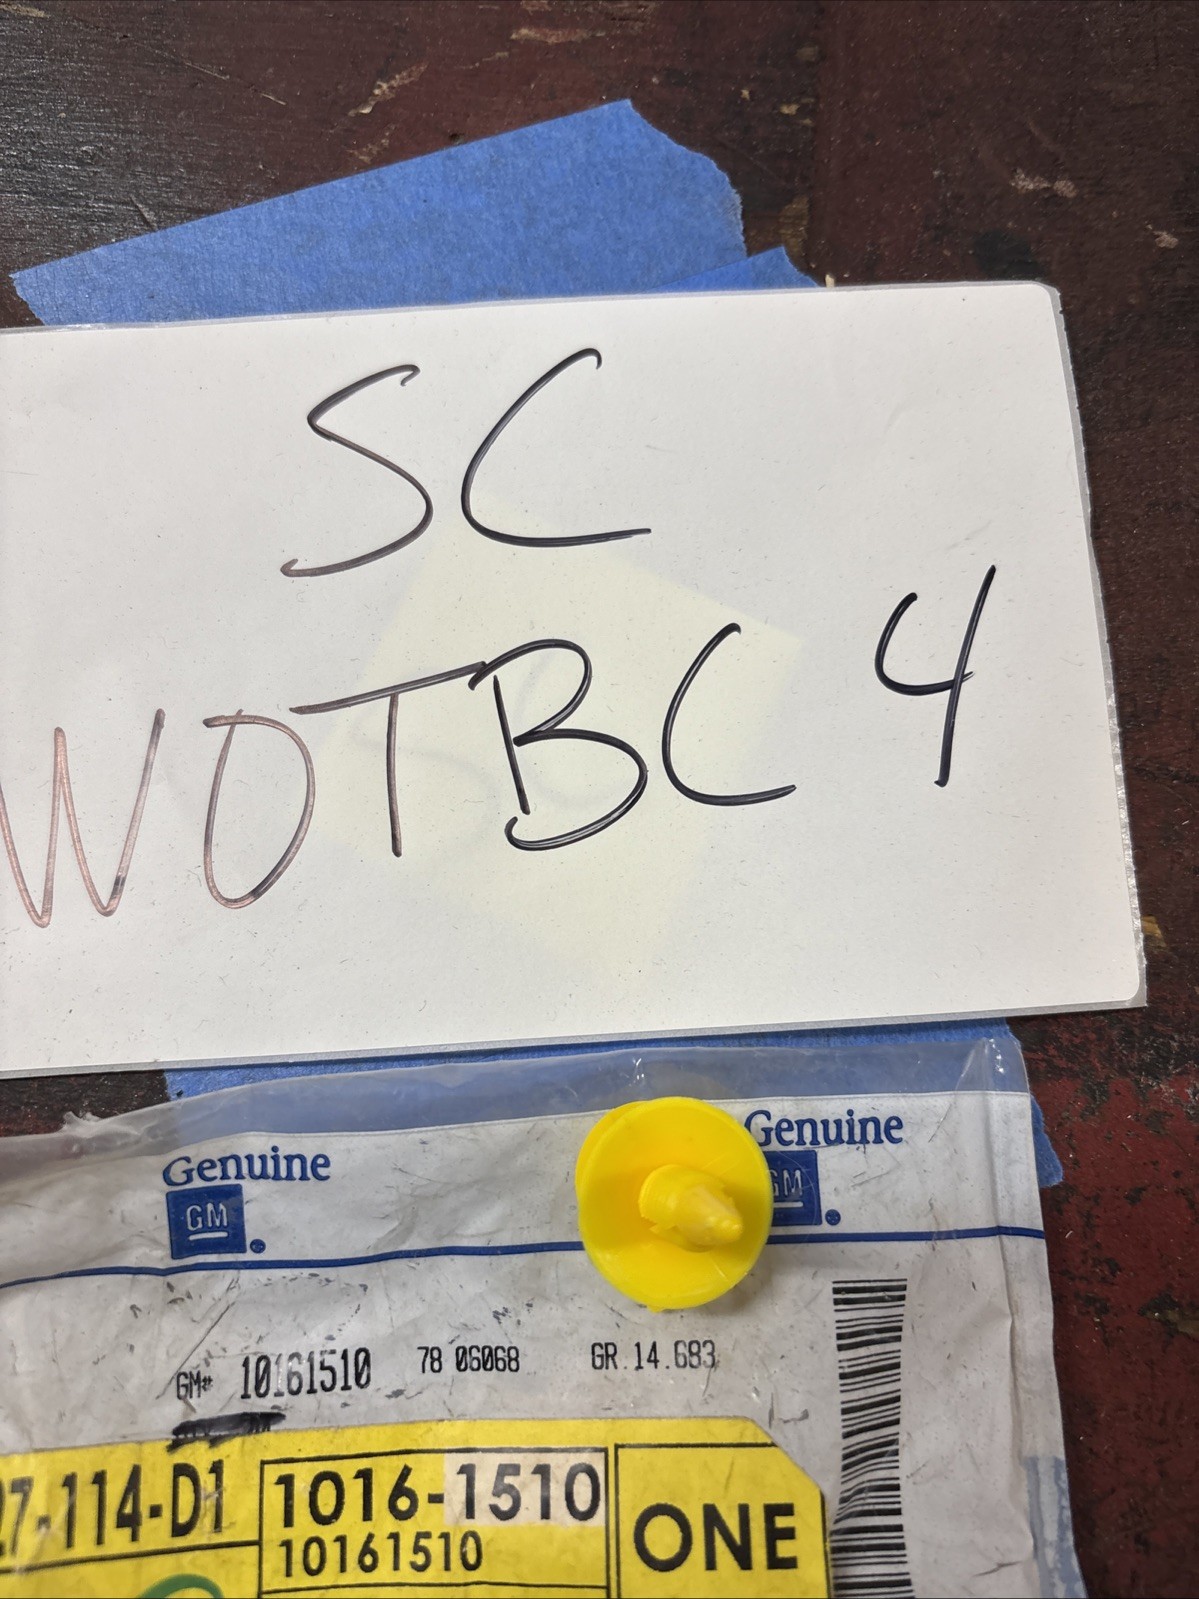 SC
WOTBC 4
Genuine
GM.
Genuine
GM.
GM# 10161510 78 06068 GR.14.683
27-114-D1
1016-1510
10161510
ONE